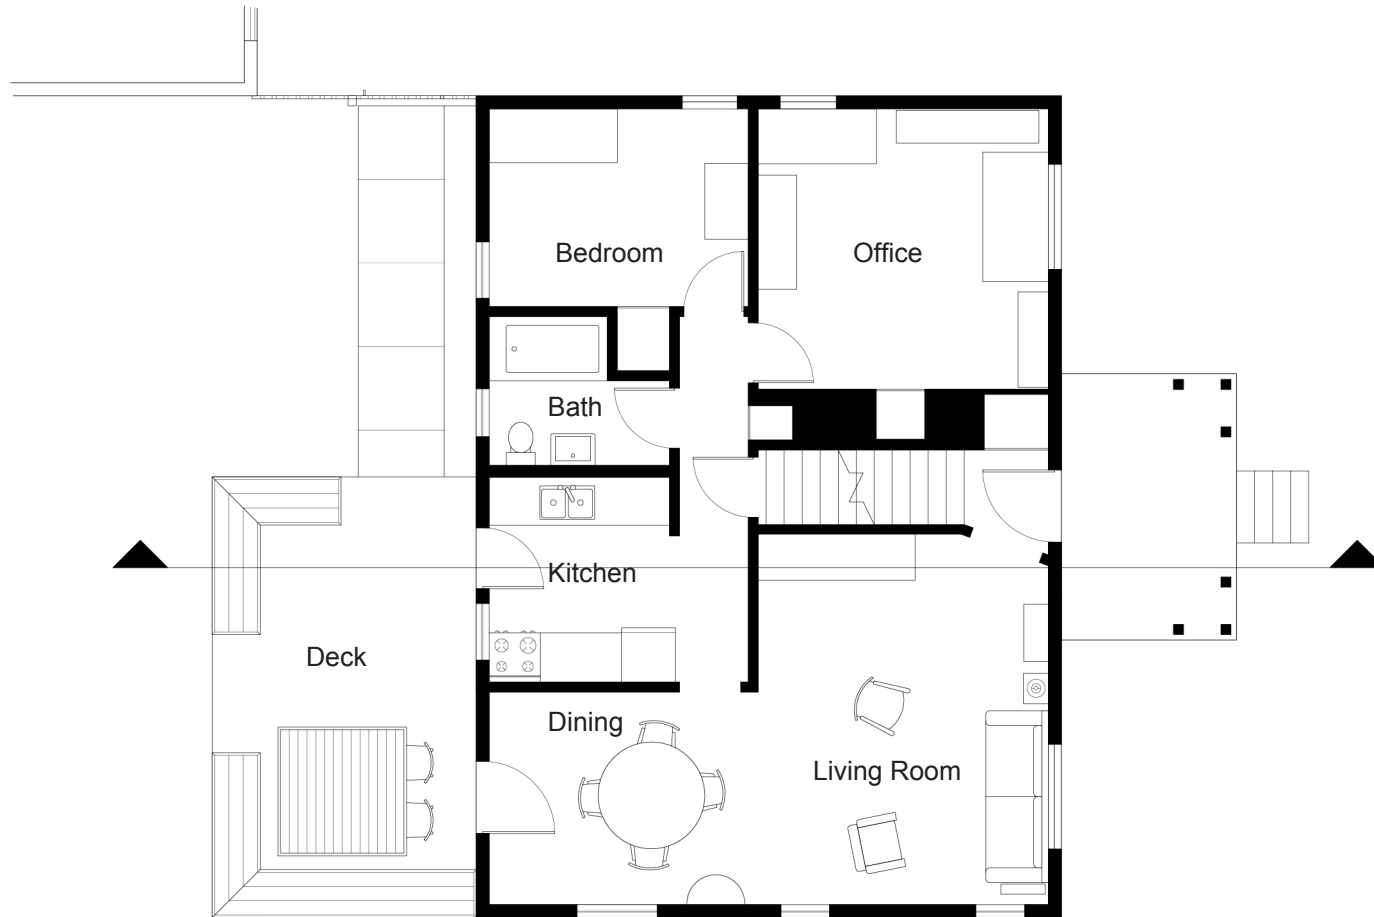 Bedroom
Office
Bath
Kitchen
Deck
Dining
Living Room